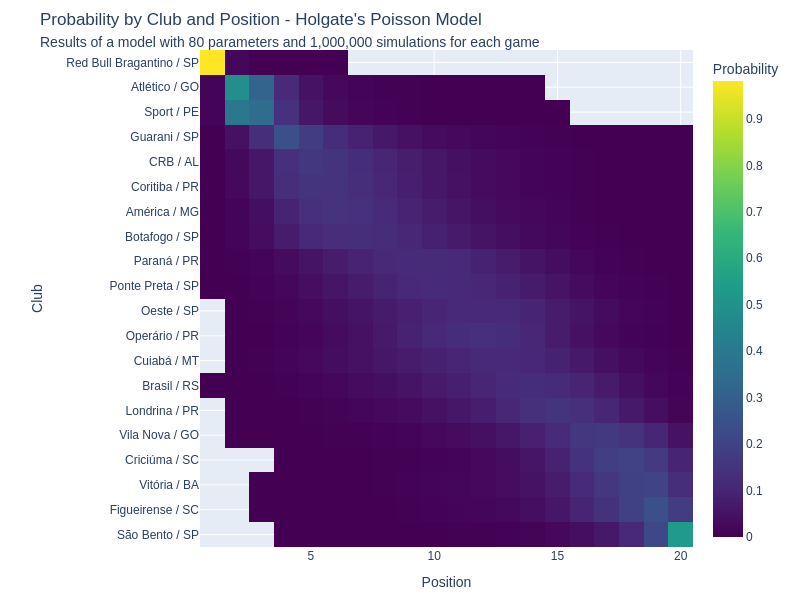 Probability by Club and Position - Holgate's Poisson Model
Results of a model with 80 parameters and 1,000,000 simulations for each game
Club
Red Bull Bragantino / SP
Atlético / GO
Sport / PE
Guarani / SP
CRB / AL
Coritiba / PR
América / MG
Botafogo / SP
Paraná / PR
Ponte Preta / SP
Oeste / SP
Operário / PR
Cuiabá / MT
Brasil / RS
Londrina / PR
Vila Nova / GO
Criciúma / SC
Vitória / BA
Figueirense / SC
São Bento / SP
5
10
15
20
Position
Probability
0.9
0.8
0.7
0.6
0.5
0.4
0.3
0.2
0.1
0